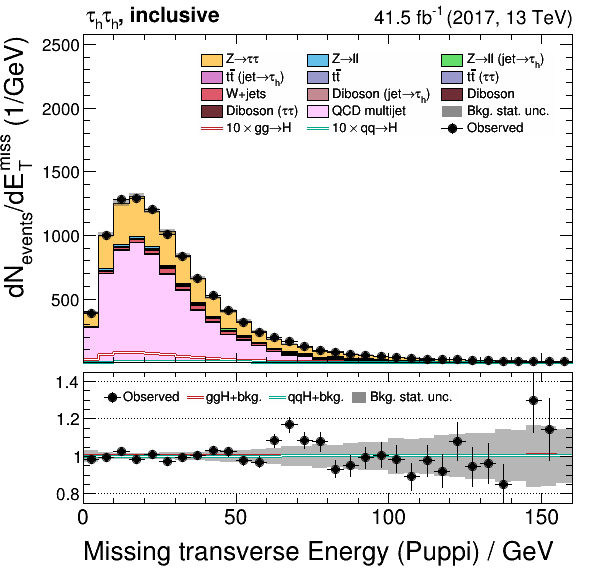 τhτh, inclusive 41.5 fb-1 (2017, 13 TeV)
dNevents/dETmiss (1/GeV)
2500
2000
1500
1000
500
Z→ττ Z→ll Z→ll (jet→τh)
tt̄ (jet→τh) tt̄ tt̄ (ττ)
W+jets Diboson (jet→τh) Diboson
Diboson (ττ) QCD multijet Bkg. stat. unc.
10 × gg→H 10 × qq→H Observed
1.4
1.2
1
0.8
Observed ggH+bkg. qqH+bkg. Bkg. stat. unc.
0 50 100 150
Missing transverse Energy (Puppi) / GeV